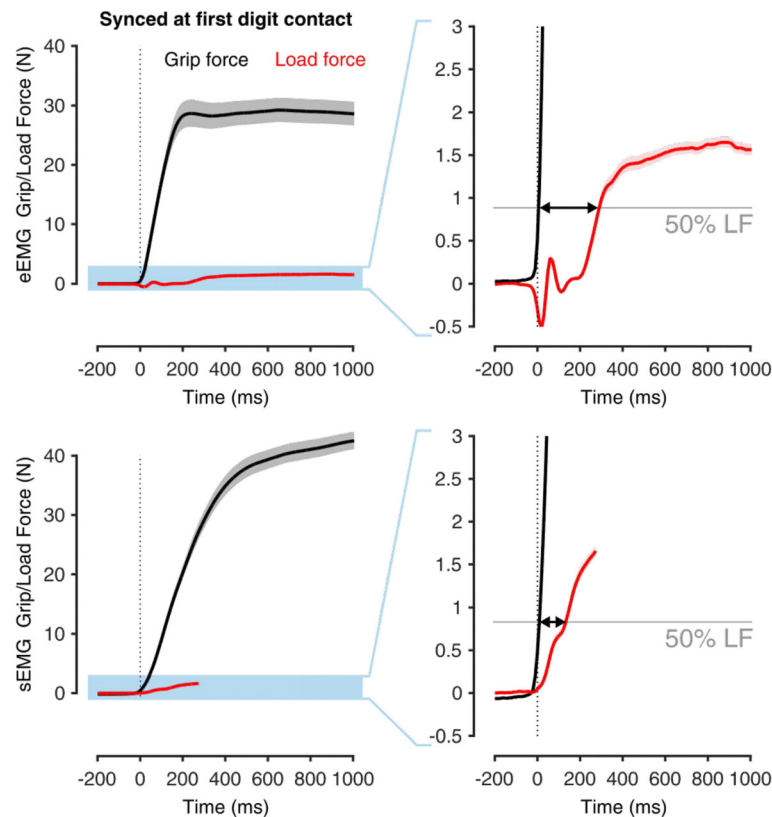 Synced at first digit contact
Grip force
Load force
eEMG Grip/Load Force (N)
40
30
20
10
0
-200 0 200 400 600 800 1000
Time (ms)
3
2.5
2
1.5
1
0.5
0
-0.5
50% LF
-200 0 200 400 600 800 1000
Time (ms)
sEMG Grip/Load Force (N)
40
30
20
10
0
-200 0 200 400 600 800 1000
Time (ms)
3
2.5
2
1.5
1
0.5
0
-0.5
50% LF
-200 0 200 400 600 800 1000
Time (ms)